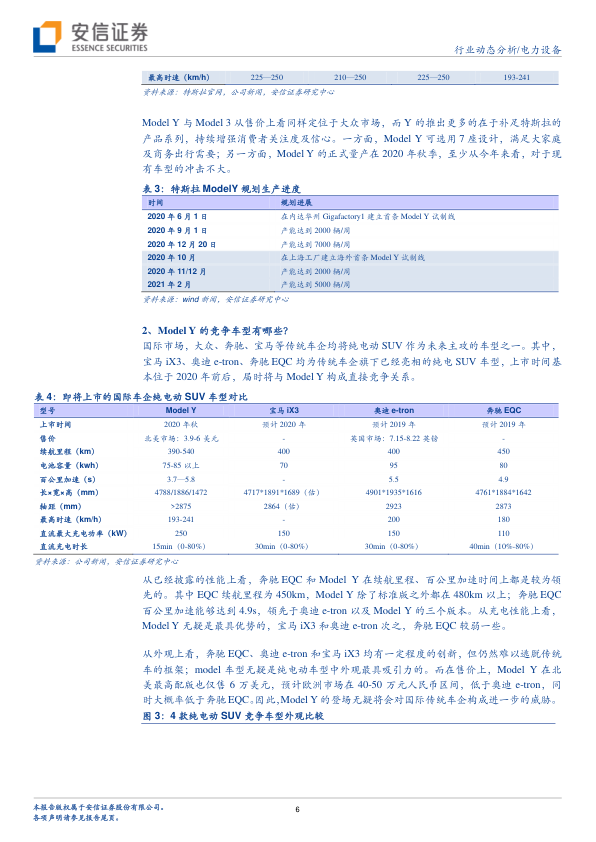 安信证券
ESSENCE SECURITIES
行业动态分析/电力设备
最高时速（km/h） 225—250 210—250 225—250 193-241
资料来源：特斯拉官网，公司新闻，安信证券研究中心
Model Y 与 Model 3 从售价上看同样定位于大众市场，而 Y 的推出更多的在于补足特斯拉的
产品系列，持续增强消费者关注度及信心。一方面，Model Y 可选用 7 座设计，满足大家庭
及商务出行需要；另一方面，Model Y 的正式量产在 2020 年秋季，至少从今年来看，对于现
有车型的冲击不大。
表 3：特斯拉 ModelY 规划生产进度
时间 规划进展
2020 年 6 月 1 日 在内达华州 Gigafactory1 建立首条 Model Y 试制线
2020 年 9 月 1 日 产能达到 2000 辆/周
2020 年 12 月 20 日 产能达到 7000 辆/周
2020 年 10 月 在上海工厂建立海外首条 Model Y 试制线
2020 年 11/12 月 产能达到 2000 辆/周
2021 年 2 月 产能达到 5000 辆/周
资料来源：wind 新闻，安信证券研究中心
2、Model Y 的竞争车型有哪些？
国际市场，大众、奔驰、宝马等传统车企均将纯电动 SUV 作为未来主攻的车型之一。其中，
宝马 iX3、奥迪 e-tron、奔驰 EQC 均为传统车企旗下已经亮相的纯电 SUV 车型，上市时间基
本位于 2020 年前后，届时将与 Model Y 构成直接竞争关系。
表 4：即将上市的国际车企纯电动 SUV 车型对比
型号 Model Y 宝马 iX3 奥迪 e-tron 奔驰 EQC
上市时间 2020 年秋 预计 2020 年 预计 2019 年 预计 2019 年
售价 北美市场：3.9-6 美元 - 英国市场：7.15-8.22 英镑 -
续航里程（km） 390-540 400 400 450
电池容量（kwh） 75-85 以上 70 95 80
百公里加速（s） 3.7—5.8 - 5.5 4.9
长×宽×高（mm） 4788/1886/1472 4717*1891*1689（估） 4901*1935*1616 4761*1884*1642
轴距（mm） >2875 2864（估） 2923 2873
最高时速（km/h） 193-241 - 200 180
直流最大充电功率（kW） 250 150 150 110
直流充电时长 15min（0-80%） 30min（0-80%） 30min（0-80%） 40min（10%-80%）
资料来源：公司新闻，安信证券研究中心
从已经披露的性能上看，奔驰 EQC 和 Model Y 在续航里程、百公里加速时间上都是较为领
先的。其中 EQC 续航里程为 450km，Model Y 除了标准版之外都在 480km 以上；奔驰 EQC
百公里加速能够达到 4.9s，领先于奥迪 e-tron 以及 Model Y 的三个版本。从充电性能上看，
Model Y 无疑是最具优势的，宝马 iX3 和奥迪 e-tron 次之，奔驰 EQC 较弱一些。
从外观上看，奔驰 EQC、奥迪 e-tron 和宝马 iX3 均有一定程度的创新，但仍然难以逃脱传统
车的框架；model 车型无疑是纯电动车型中外观最具吸引力的。而在售价上，Model Y 在北
美最高配版也仅售 6 万美元，预计欧洲市场在 40-50 万元人民币区间，低于奥迪 e-tron，同
时大概率低于奔驰 EQC。因此，Model Y 的登场无疑将会对国际传统车企构成进一步的威胁。
图 3：4 款纯电动 SUV 竞争车型外观比较
本报告版权属于安信证券股份有限公司。
6
各项声明请参见报告尾页。